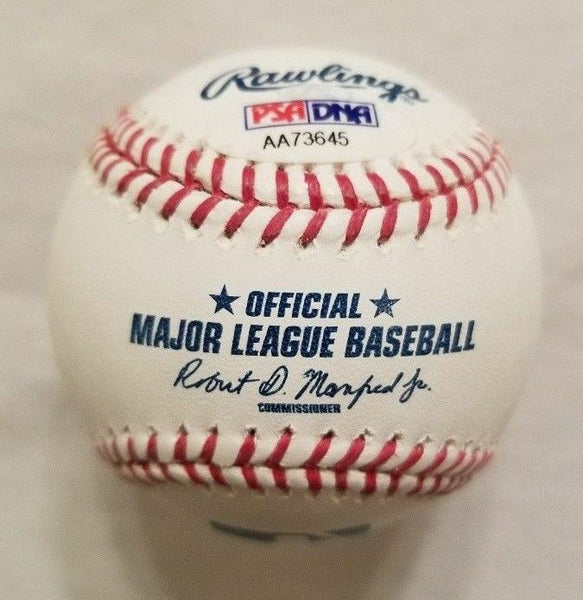 Rawlings
PSA DNA
AA73645
★ OFFICIAL ★
MAJOR LEAGUE BASEBALL
Robert D. Manfred Jr.
COMMISSIONER